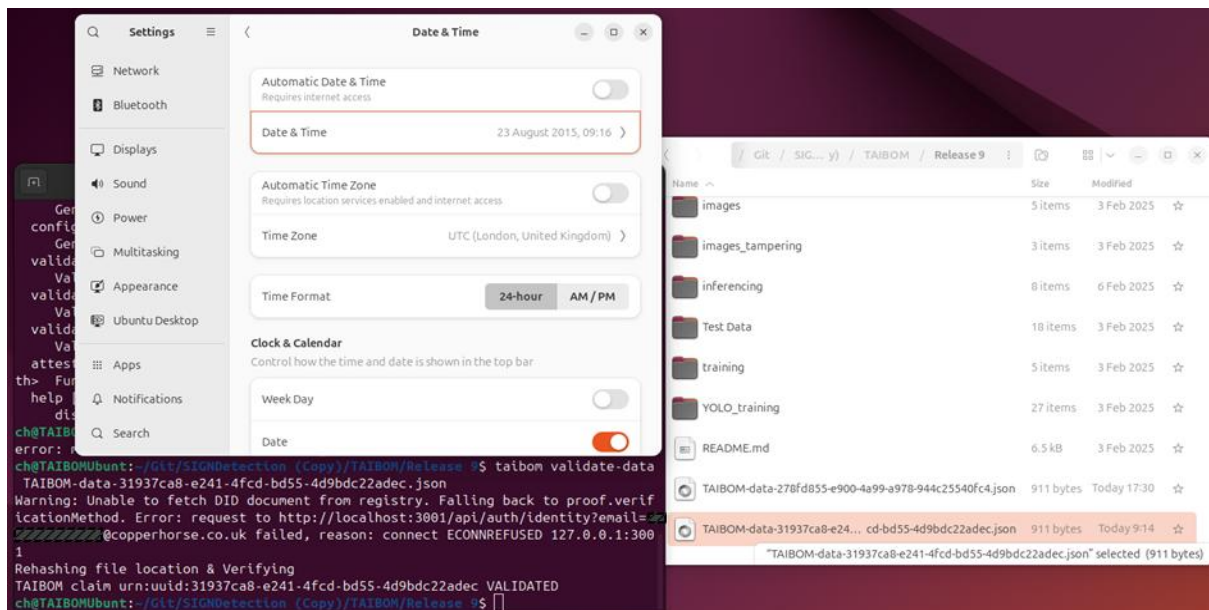 Settings
Date & Time
Network
Bluetooth
Displays
Sound
Power
Multitasking
Appearance
Ubuntu Desktop
Apps
Notifications
Search
Automatic Date & Time
Requires internet access
Date & Time 23 August 2015, 09:16
Automatic Time Zone
Requires location services enabled and internet access
Time Zone UTC (London, United Kingdom)
Time Format 24-hour AM / PM
Clock & Calendar
Control how the time and date is shown in the top bar
Week Day
Date
/ Git / SIG... y) / TAIBOM / Release 9
Name Size Modified
images 5 items 3 Feb 2025
images_tampering 3 items 3 Feb 2025
inferencing 8 items 6 Feb 2025
Test Data 18 items 3 Feb 2025
training 5 items 3 Feb 2025
YOLO_training 27 items 3 Feb 2025
README.md 6.5 kB 3 Feb 2025
TAIBOM-data-278fd855-e900-4a99-a978-944c25540fc4.json 911 bytes Today 17:30
TAIBOM-data-31937ca8-e24... cd-bd55-4d9bdc22adec.json 911 bytes Today 9:14
"TAIBOM-data-31937ca8-e241-4fcd-bd55-4d9bdc22adec.json" selected (911 bytes)
Ger
config
Ger
valida
Val
valida
Val
valida
Val
attest
th> Fun
help [
dis
ch@TAIBO
error:
ch@TAIBOMUbunt:~/Git/SIGNDetection (Copy)/TAIBOM/Release 9$ taibom validate-data
TAIBOM-data-31937ca8-e241-4fcd-bd55-4d9bdc22adec.json
Warning: Unable to fetch DID document from registry. Falling back to proof.verif
icationMethod. Error: request to http://localhost:3001/api/auth/identity?email=
@copperhorse.co.uk failed, reason: connect ECONNREFUSED 127.0.0.1:300
1
Rehashing file location & Verifying
TAIBOM claim urn:uuid:31937ca8-e241-4fcd-bd55-4d9bdc22adec VALIDATED
ch@TAIBOMUbunt:~/Git/SIGNDetection (Copy)/TAIBOM/Release 9$